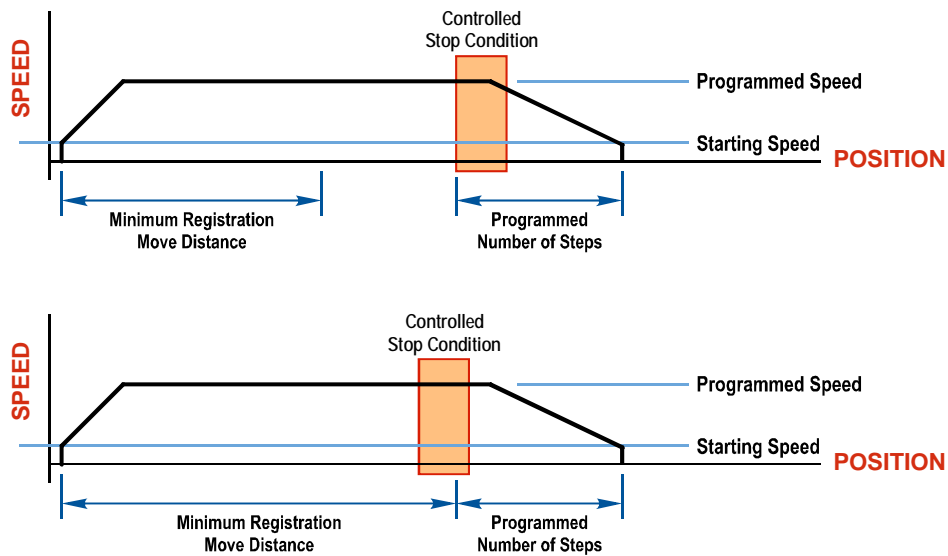 Controlled
Stop Condition
SPEED
Programmed Speed
Starting Speed
POSITION
Minimum Registration
Move Distance
Programmed
Number of Steps
Controlled
Stop Condition
SPEED
Programmed Speed
Starting Speed
POSITION
Minimum Registration
Move Distance
Programmed
Number of Steps